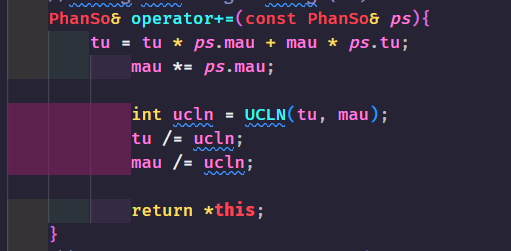 PhanSo& operator+=(const PhanSo& ps){
tu = tu * ps.mau + mau * ps.tu;
mau *= ps.mau;
int ucln = UCLN(tu, mau);
tu /= ucln;
mau /= ucln;
return *this;
}